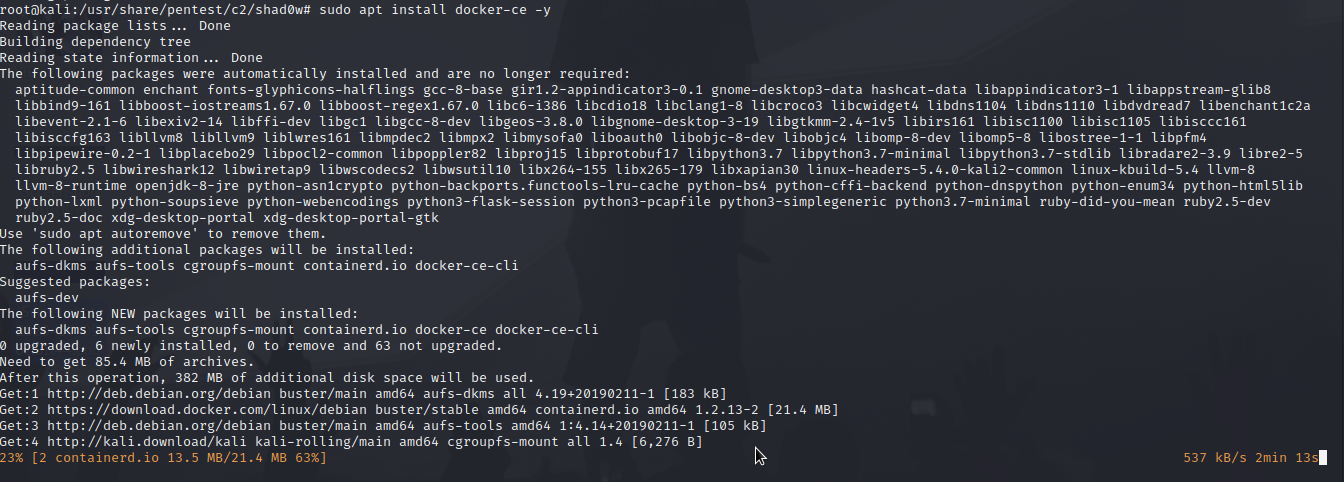 root@kali:/usr/share/pentest/c2/shad0w# sudo apt install docker-ce -y
Reading package lists... Done
Building dependency tree
Reading state information... Done
The following packages were automatically installed and are no longer required:
aptitude-common enchant fonts-glyphicons-halflings gcc-8-base gir1.2-appindicator3-0.1 gnome-desktop3-data hashcat-data libappindicator3-1 libappstream-glib8
libbind9-161 libboost-iostreams1.67.0 libboost-regex1.67.0 libc6-i386 libcdio18 libclang1-8 libcroco3 libcwidget4 libdns1104 libdns1110 libdvdread7 libenchant1c2a
libevent-2.1-6 libexiv2-14 libffi-dev libgc1 libgcc-8-dev libgeos-3.8.0 libgnome-desktop-3-19 libgtkmm-2.4-1v5 libirs161 libisc1100 libisc1105 libisccc161
libisccfg163 libllvm8 libllvm9 liblwres161 libmpdec2 libmpx2 libmysofa0 liboauth0 libobjc-8-dev libobjc4 libomp-8-dev libomp5-8 libostree-1-1 libpfm4
libpipewire-0.2-1 libplacebo29 libpocl2-common libpoppler82 libproj15 libprotobuf17 libpython3.7 libpython3.7-minimal libpython3.7-stdlib libradare2-3.9 libre2-5
libruby2.5 libwireshark12 libwiretap9 libwscodecs2 libwsutil10 libx264-155 libx265-179 libxapian30 linux-headers-5.4.0-kali2-common linux-kbuild-5.4 llvm-8
llvm-8-runtime openjdk-8-jre python-asn1crypto python-backports.functools-lru-cache python-bs4 python-cffi-backend python-dnspython python-enum34 python-html5lib
python-lxml python-soupsieve python-webencodings python3-flask-session python3-pcapfile python3-simplegeneric python3.7-minimal ruby-did-you-mean ruby2.5-dev
ruby2.5-doc xdg-desktop-portal xdg-desktop-portal-gtk
Use 'sudo apt autoremove' to remove them.
The following additional packages will be installed:
aufs-dkms aufs-tools cgroupfs-mount containerd.io docker-ce-cli
Suggested packages:
aufs-dev
The following NEW packages will be installed:
aufs-dkms aufs-tools cgroupfs-mount containerd.io docker-ce docker-ce-cli
0 upgraded, 6 newly installed, 0 to remove and 63 not upgraded.
Need to get 85.4 MB of archives.
After this operation, 382 MB of additional disk space will be used.
Get:1 http://deb.debian.org/debian buster/main amd64 aufs-dkms all 4.19+20190211-1 [183 kB]
Get:2 https://download.docker.com/linux/debian buster/stable amd64 containerd.io amd64 1.2.13-2 [21.4 MB]
Get:3 http://deb.debian.org/debian buster/main amd64 aufs-tools amd64 1:4.14+20190211-1 [105 kB]
Get:4 http://kali.download/kali kali-rolling/main amd64 cgroupfs-mount all 1.4 [6,276 B]
23% [2 containerd.io 13.5 MB/21.4 MB 63%] 537 kB/s 2min 13s